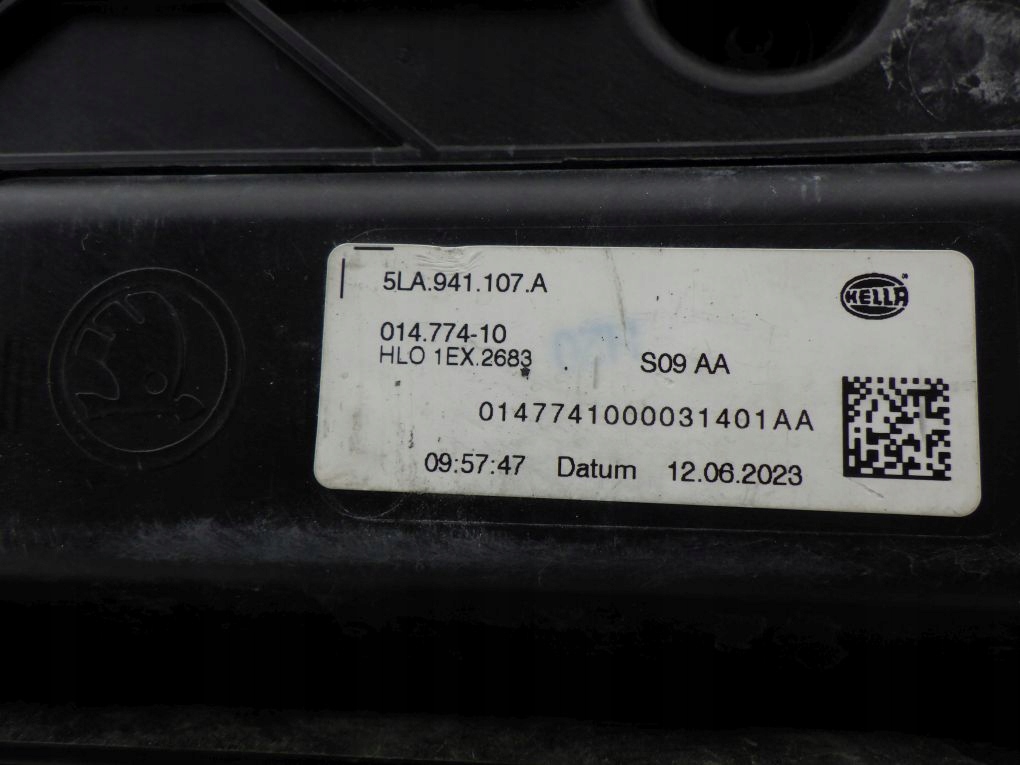 5LA.941.107.A
HELLA
014.774-10
HLO 1EX.2683
S09 AA
0147741000031401AA
09:57:47 Datum 12.06.2023